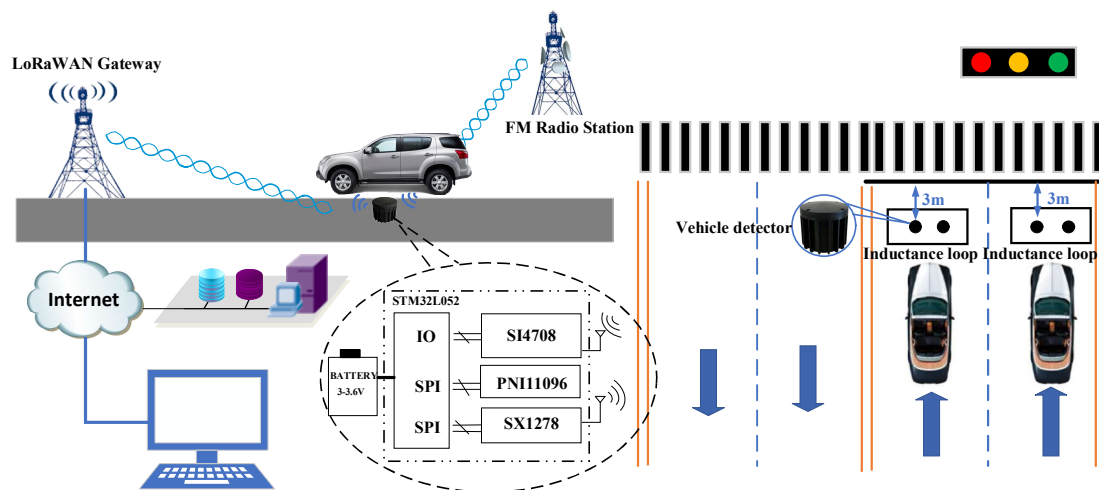 LoRaWAN Gateway
FM Radio Station
Internet
STM32L052
BATTERY
3-3.6V
IO
SPI
SPI
SI4708
PNI11096
SX1278
Vehicle detector
3m
3m
Inductance loop
Inductance loop